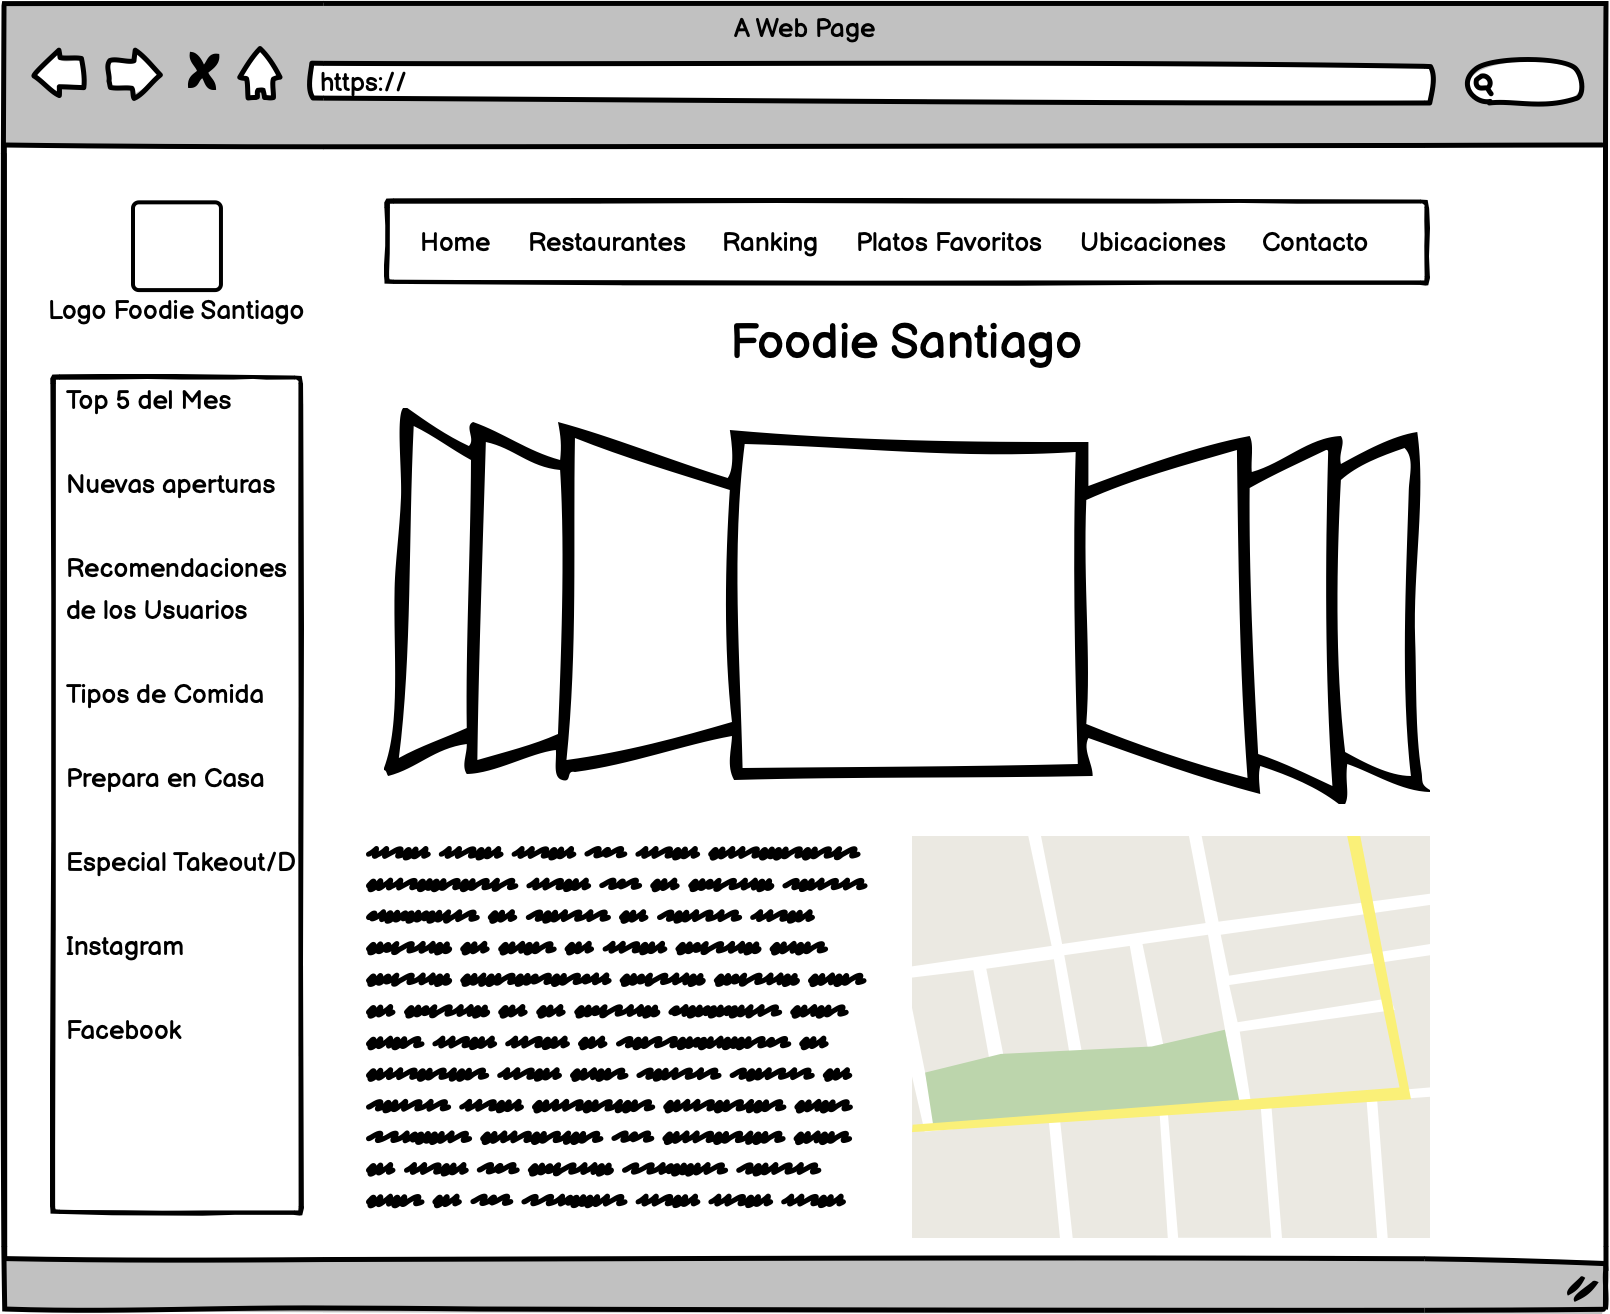 A Web Page
https://
Home Restaurantes Ranking Platos Favoritos Ubicaciones Contacto
Logo Foodie Santiago
Foodie Santiago
Top 5 del Mes
Nuevas aperturas
Recomendaciones
de los Usuarios
Tipos de Comida
Prepara en Casa
Especial Takeout/D
Instagram
Facebook